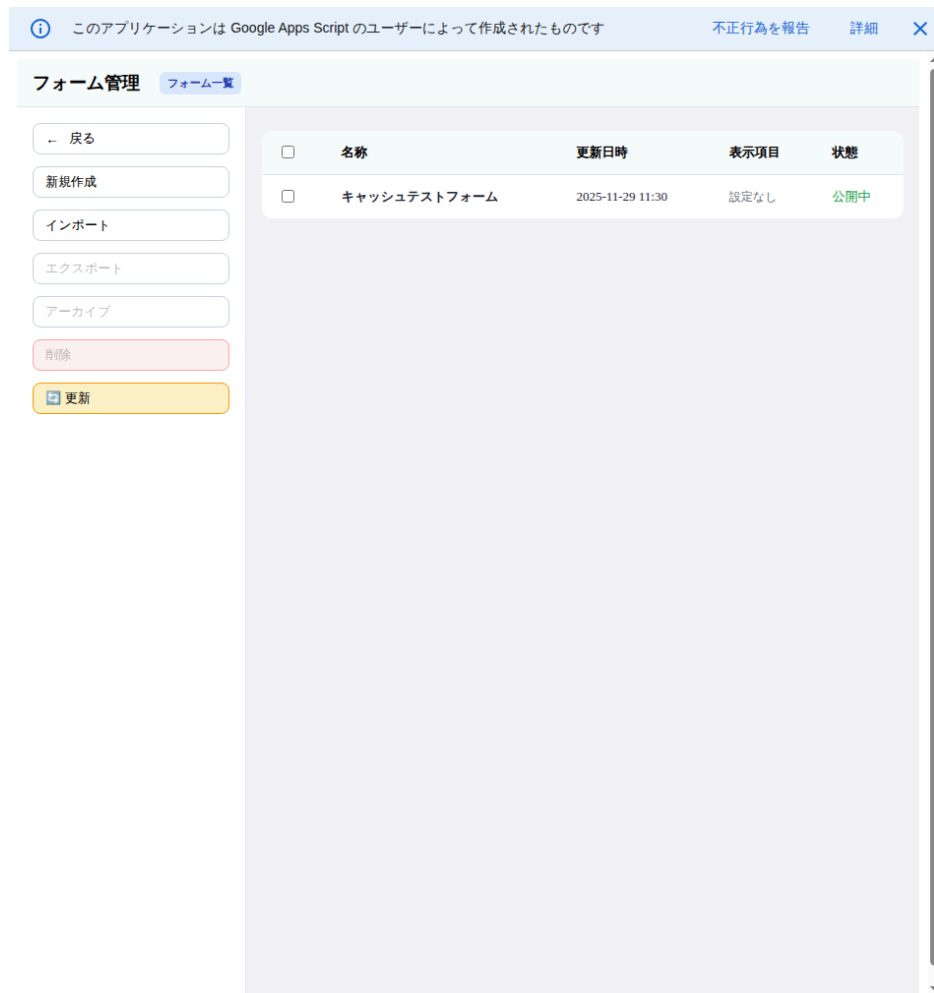 このアプリケーションは Google Apps Script のユーザーによって作成されたものです 不正行為を報告 詳細
フォーム管理 フォーム一覧
← 戻る
新規作成
インポート
エクスポート
アーカイブ
削除
🔄 更新
名称 更新日時 表示項目 状態
キャッシュテストフォーム 2025-11-29 11:30 設定なし 公開中